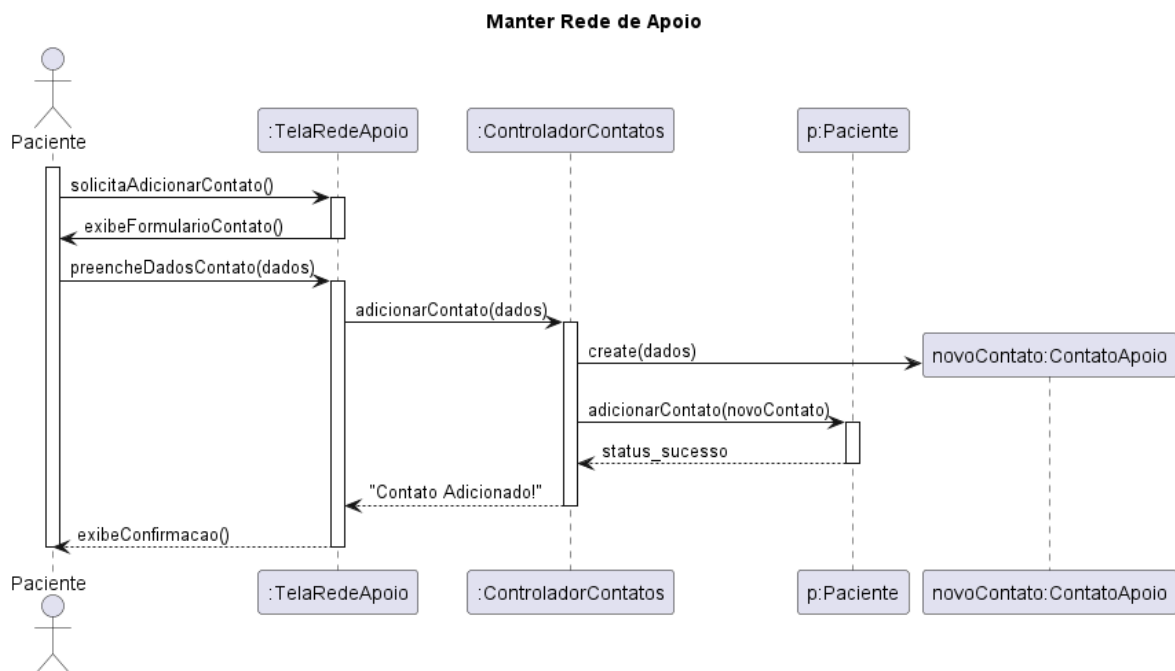 Manter Rede de Apoio
Paciente
:TelaRedeApoio
:ControladorContatos
p:Paciente
solicitaAdicionarContato()
exibeFormularioContato()
preencheDadosContato(dados)
adicionarContato(dados)
create(dados)
novoContato:ContatoApoio
adicionarContato(novoContato)
status_sucesso
"Contato Adicionado!"
exibeConfirmacao()
Paciente
:TelaRedeApoio
:ControladorContatos
p:Paciente
novoContato:ContatoApoio